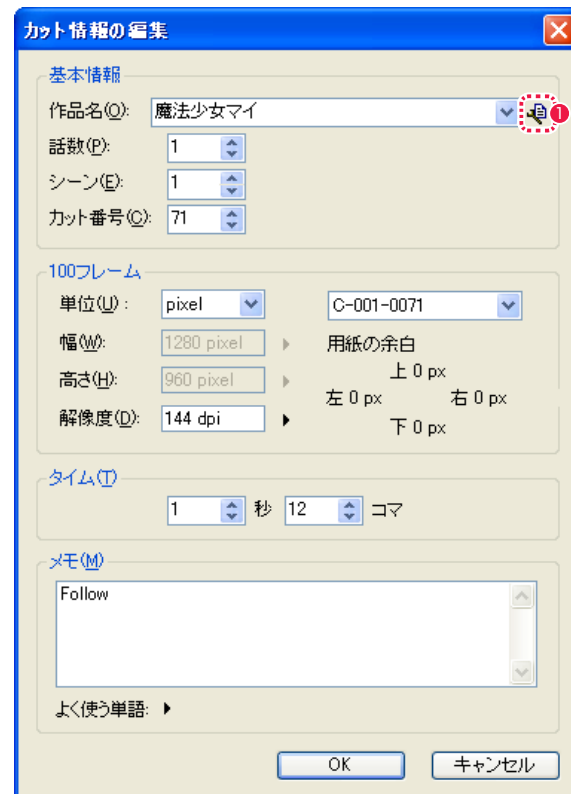 カット情報の編集
基本情報
作品名(O): 魔法少女マイ
1
話数(P): 1
シーン(E): 1
カット番号(C): 71
100フレーム
単位(U) : pixel C-001-0071
幅(W): 1280 pixel 用紙の余白
高さ(H): 960 pixel 上 0 px
左 0 px 右 0 px
解像度(D): 144 dpi 下 0 px
タイム(T)
1 秒 12 コマ
メモ(M)
Follow
よく使う単語:
OK キャンセル